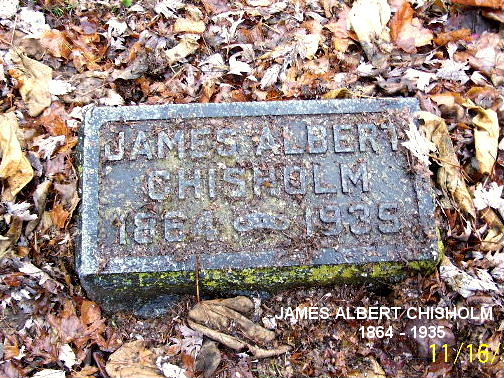 JAMES ALBERT
CHISHOLM
1864 1935
JAMES ALBERT CHISHOLM
1864 - 1935
11/16/